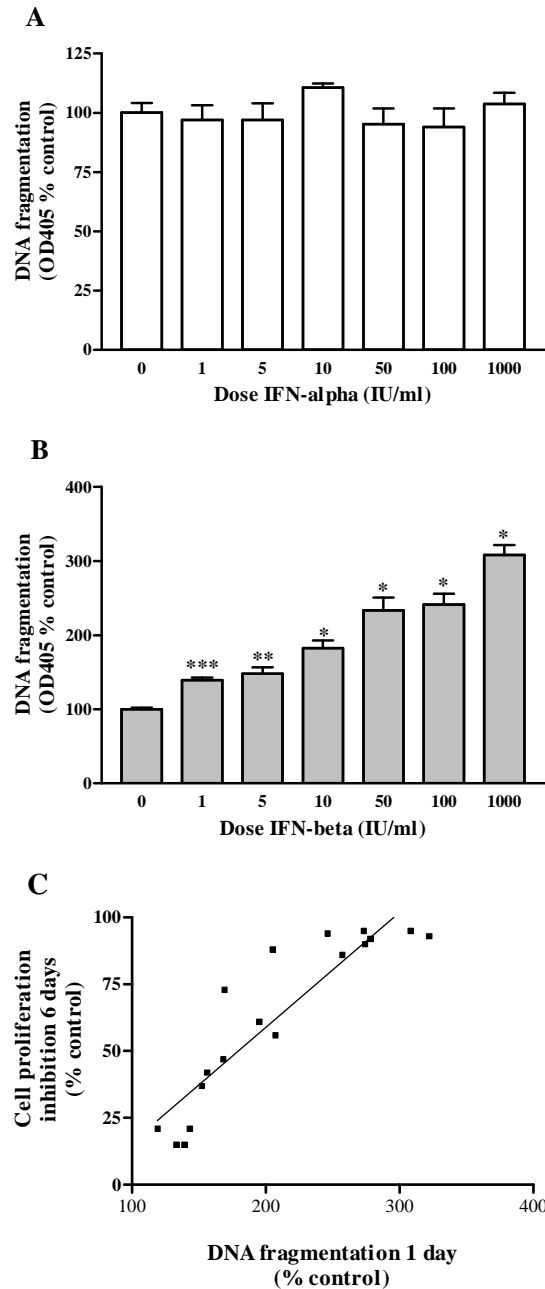 A
DNA fragmentation
(OD405 % control)
125
100
75
50
25
0
0 1 5 10 50 100 1000
Dose IFN-alpha (IU/ml)
B
DNA fragmentation
(OD405 % control)
400
300
200
100
0
***
**
*
*
*
*
0 1 5 10 50 100 1000
Dose IFN-beta (IU/ml)
C
Cell proliferation
inhibition 6 days
(% control)
100
75
50
25
0
100 200 300 400
DNA fragmentation 1 day
(% control)